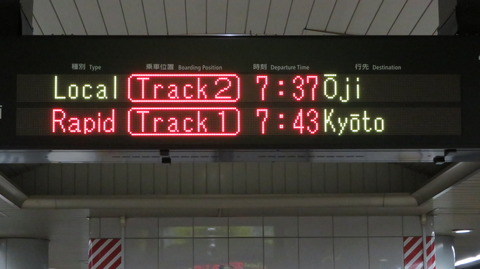 種別 Type 乗車位置 Boarding Position 時刻 Departure Time 行先 Destination
Local Track 2 7:37 Ōji
Rapid Track 1 7:43 Kyōto